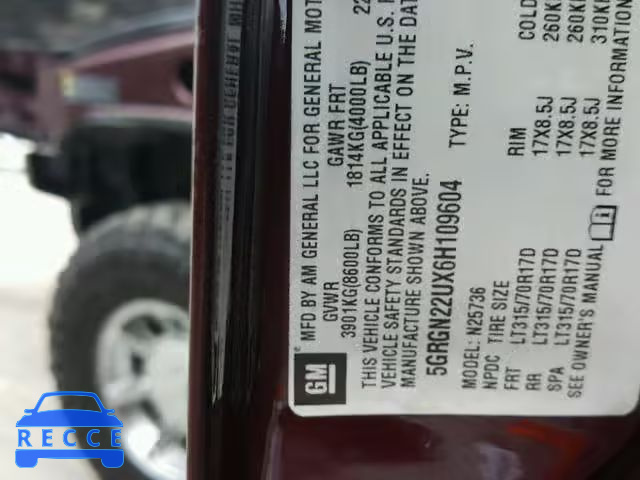 MFD BY AM GENERAL LLC FOR GENERAL MOT
GVWR GAWR FRT
3901KG(8600LB) 1814KG(4000LB) 22
THIS VEHICLE CONFORMS TO ALL APPLICABLE U.S. F
VEHICLE SAFETY STANDARDS IN EFFECT ON THE DAT
MANUFACTURE SHOWN ABOVE.
5GRGN22UX6H109604 TYPE: M.P.V.
MODEL: N25736
NPDC TIRE SIZE RIM COLD
FRT LT315/70R17D 17X8.5J 260K
RR LT315/70R17D 17X8.5J 260K
SPA LT315/70R17D 17X8.5J 310K
SEE OWNER'S MANUAL FOR MORE INFORMATION
GM
RECCE